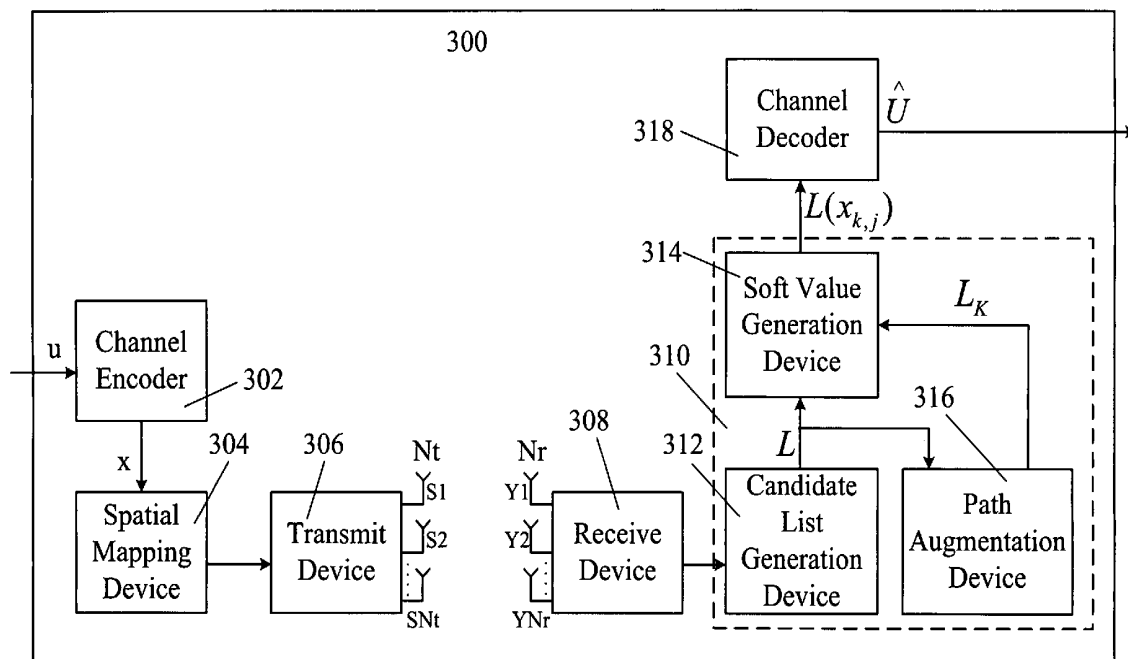 300
Channel
Decoder
318
Û
L(x_{k,j})
314
Soft Value
Generation
Device
L_K
u
Channel
Encoder
302
310
316
x
304
306
Nt
Nr
308
312
L
S1
S2
SNt
Y1
Y2
YNr
Spatial
Mapping
Device
Transmit
Device
Receive
Device
Candidate
List
Generation
Device
Path
Augmentation
Device